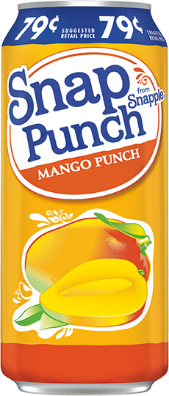 79¢ SUGGESTED RETAIL PRICE 79¢
Snap
from Snapple
Punch
MANGO PUNCH